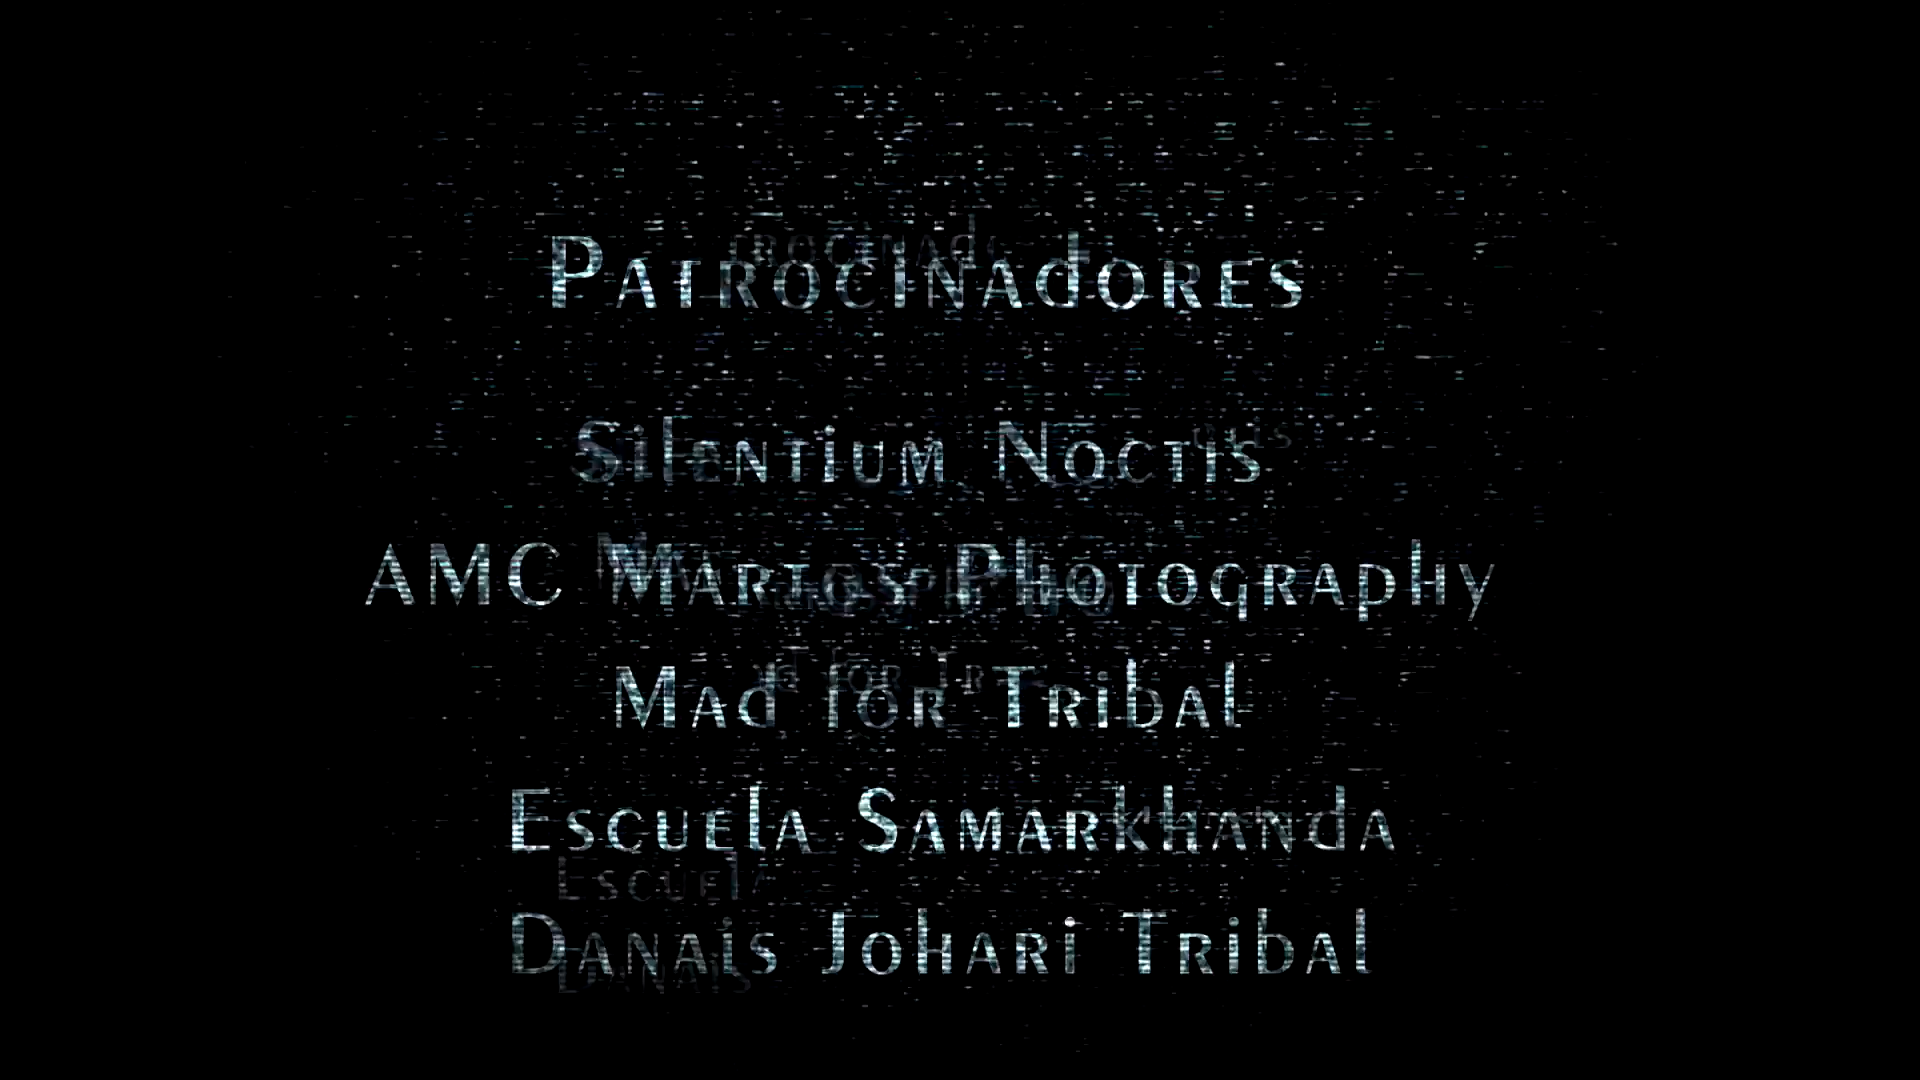 Patrocinadores
Silentium Noctis
AMC Martos Photography
Mad for Tribal
Escuela Samarkhanda
Danais Johari Tribal